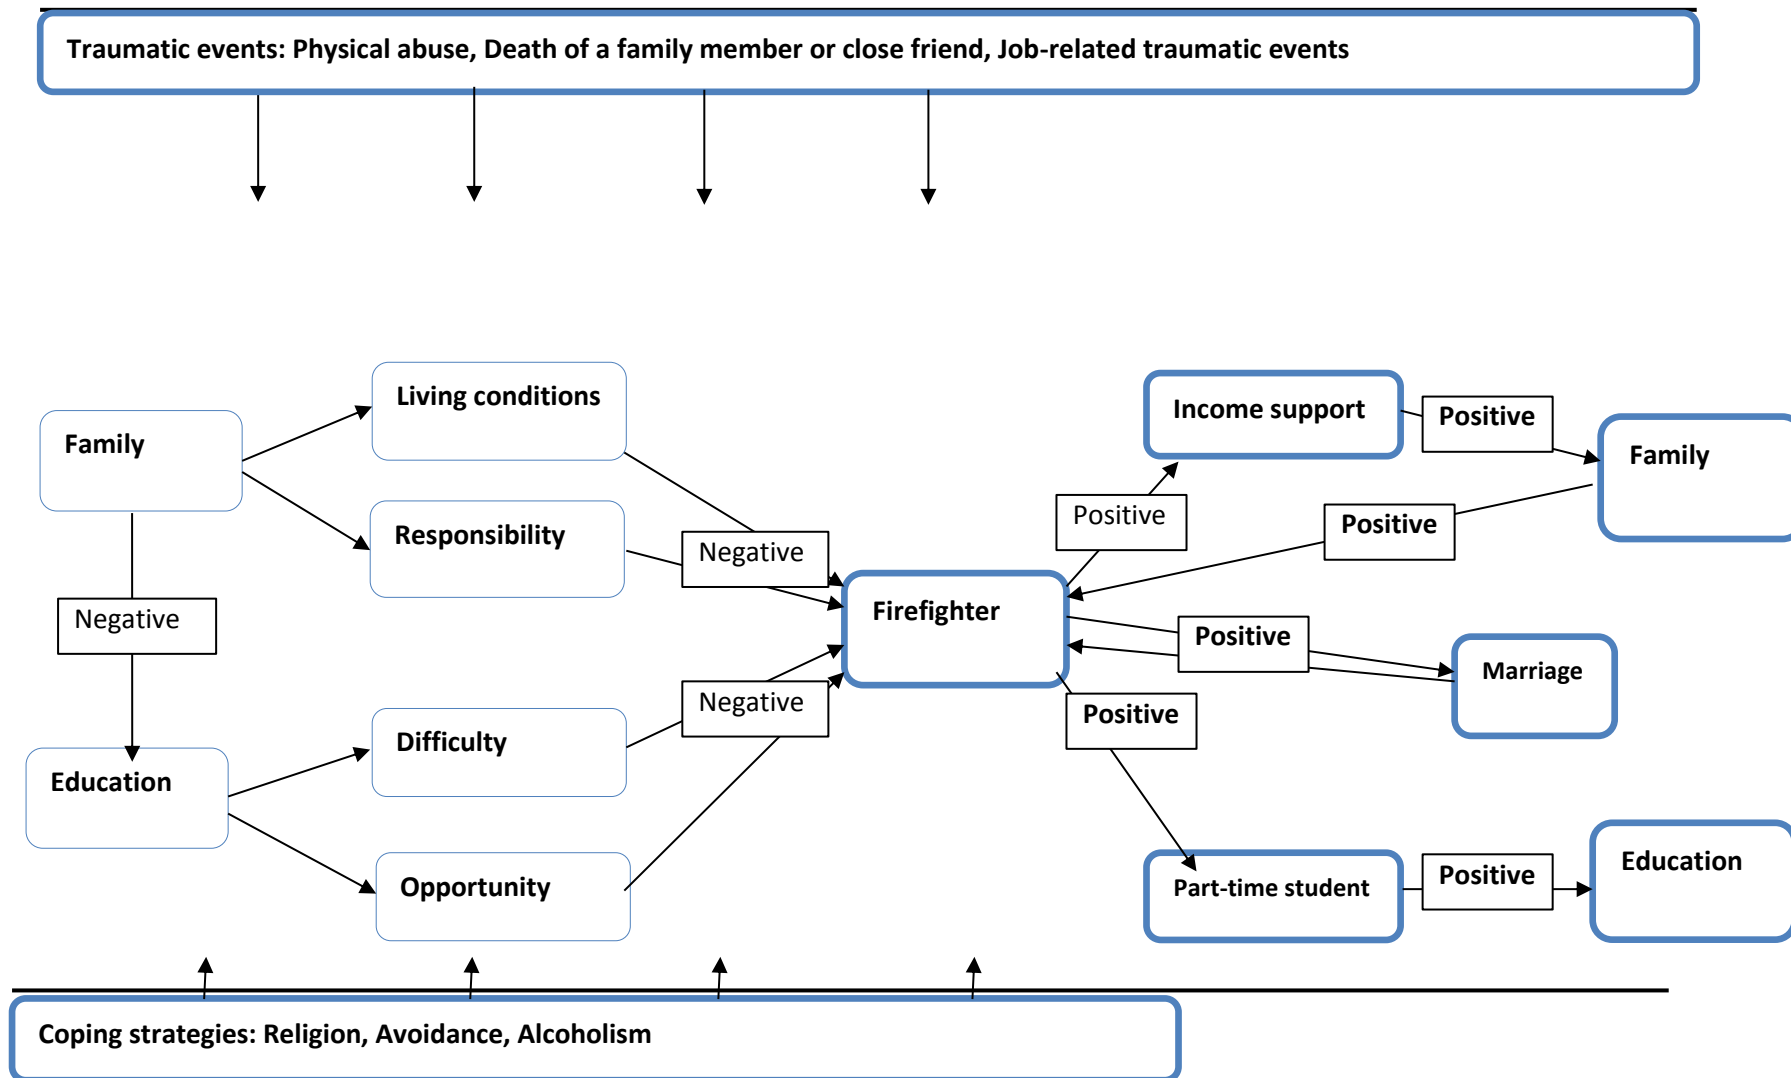 Traumatic events: Physical abuse, Death of a family member or close friend, Job-related traumatic events
Living conditions
Family
Responsibility
Negative
Negative
Education
Difficulty
Negative
Opportunity
Firefighter
Income support
Positive
Family
Positive
Positive
Positive
Marriage
Positive
Part-time student
Positive
Education
Coping strategies: Religion, Avoidance, Alcoholism